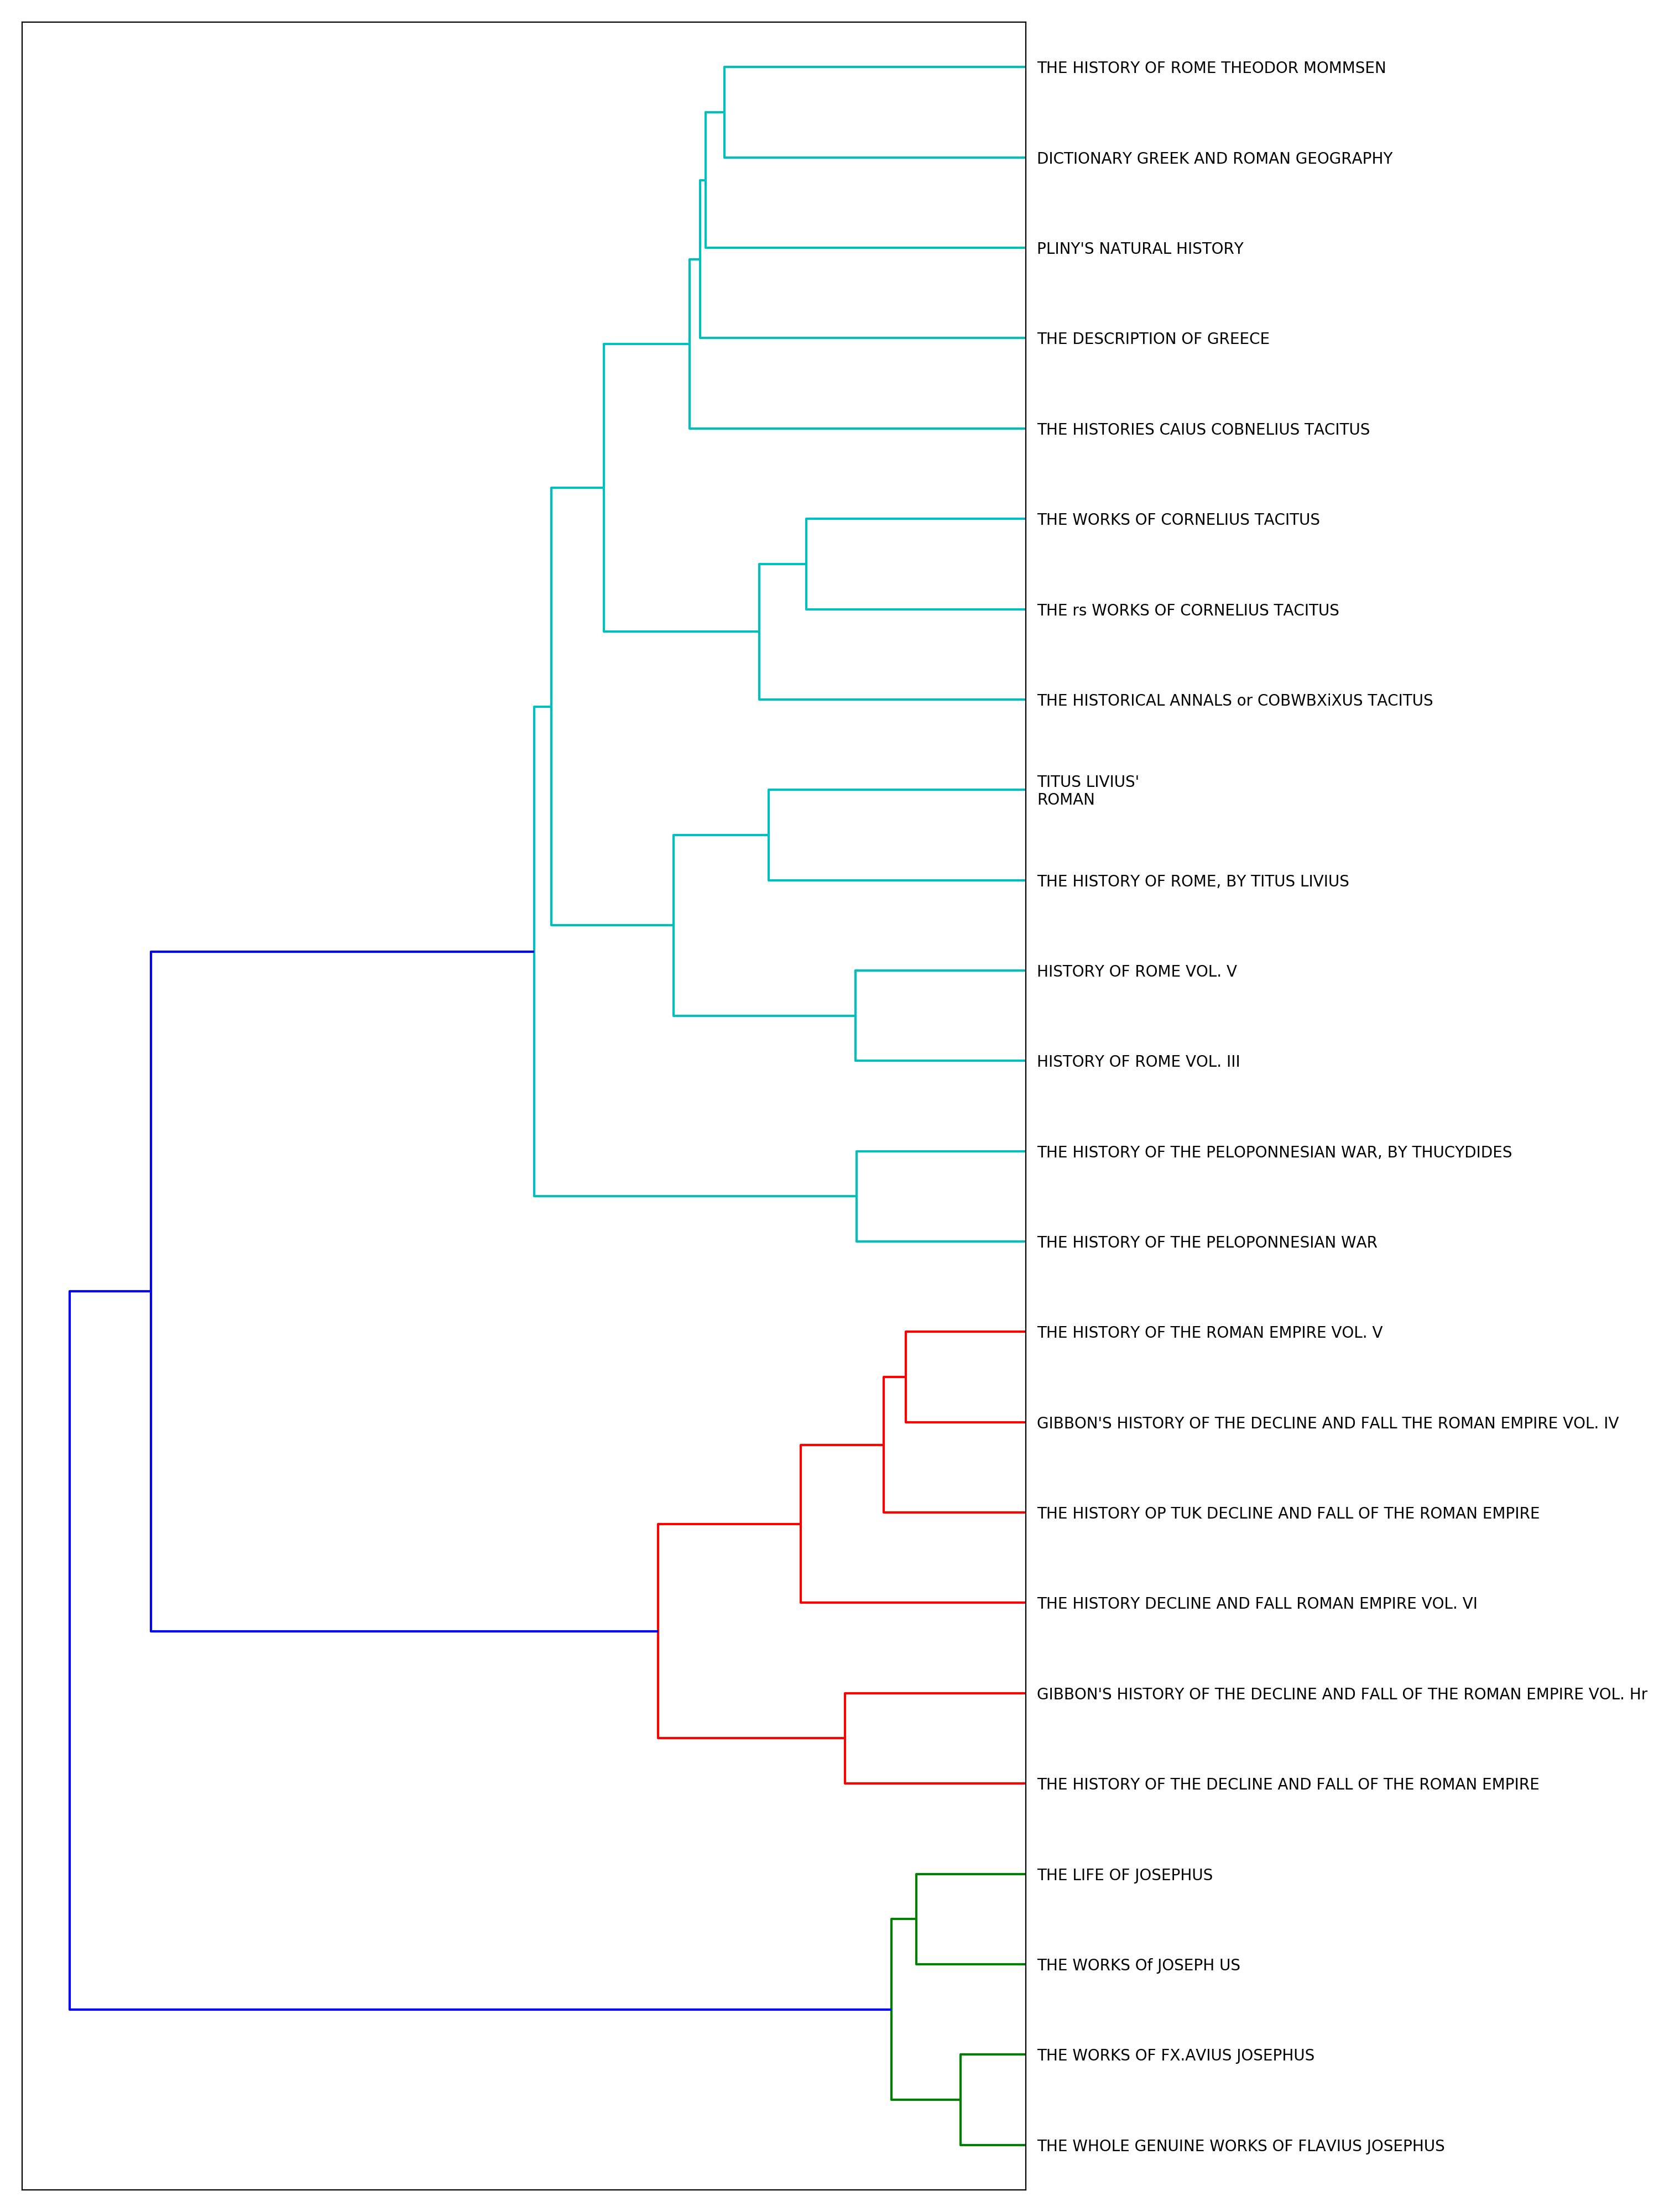 THE HISTORY OF ROME THEODOR MOMMSEN
DICTIONARY GREEK AND ROMAN GEOGRAPHY
PLINY'S NATURAL HISTORY
THE DESCRIPTION OF GREECE
THE HISTORIES CAIUS COBNELIUS TACITUS
THE WORKS OF CORNELIUS TACITUS
THE rs WORKS OF CORNELIUS TACITUS
THE HISTORICAL ANNALS or COBWBXiXUS TACITUS
TITUS LIVIUS'
ROMAN
THE HISTORY OF ROME, BY TITUS LIVIUS
HISTORY OF ROME VOL. V
HISTORY OF ROME VOL. III
THE HISTORY OF THE PELOPONNESIAN WAR, BY THUCYDIDES
THE HISTORY OF THE PELOPONNESIAN WAR
THE HISTORY OF THE ROMAN EMPIRE VOL. V
GIBBON'S HISTORY OF THE DECLINE AND FALL THE ROMAN EMPIRE VOL. IV
THE HISTORY OP TUK DECLINE AND FALL OF THE ROMAN EMPIRE
THE HISTORY DECLINE AND FALL ROMAN EMPIRE VOL. VI
GIBBON'S HISTORY OF THE DECLINE AND FALL OF THE ROMAN EMPIRE VOL. Hr
THE HISTORY OF THE DECLINE AND FALL OF THE ROMAN EMPIRE
THE LIFE OF JOSEPHUS
THE WORKS Of JOSEPH US
THE WORKS OF FX.AVIUS JOSEPHUS
THE WHOLE GENUINE WORKS OF FLAVIUS JOSEPHUS